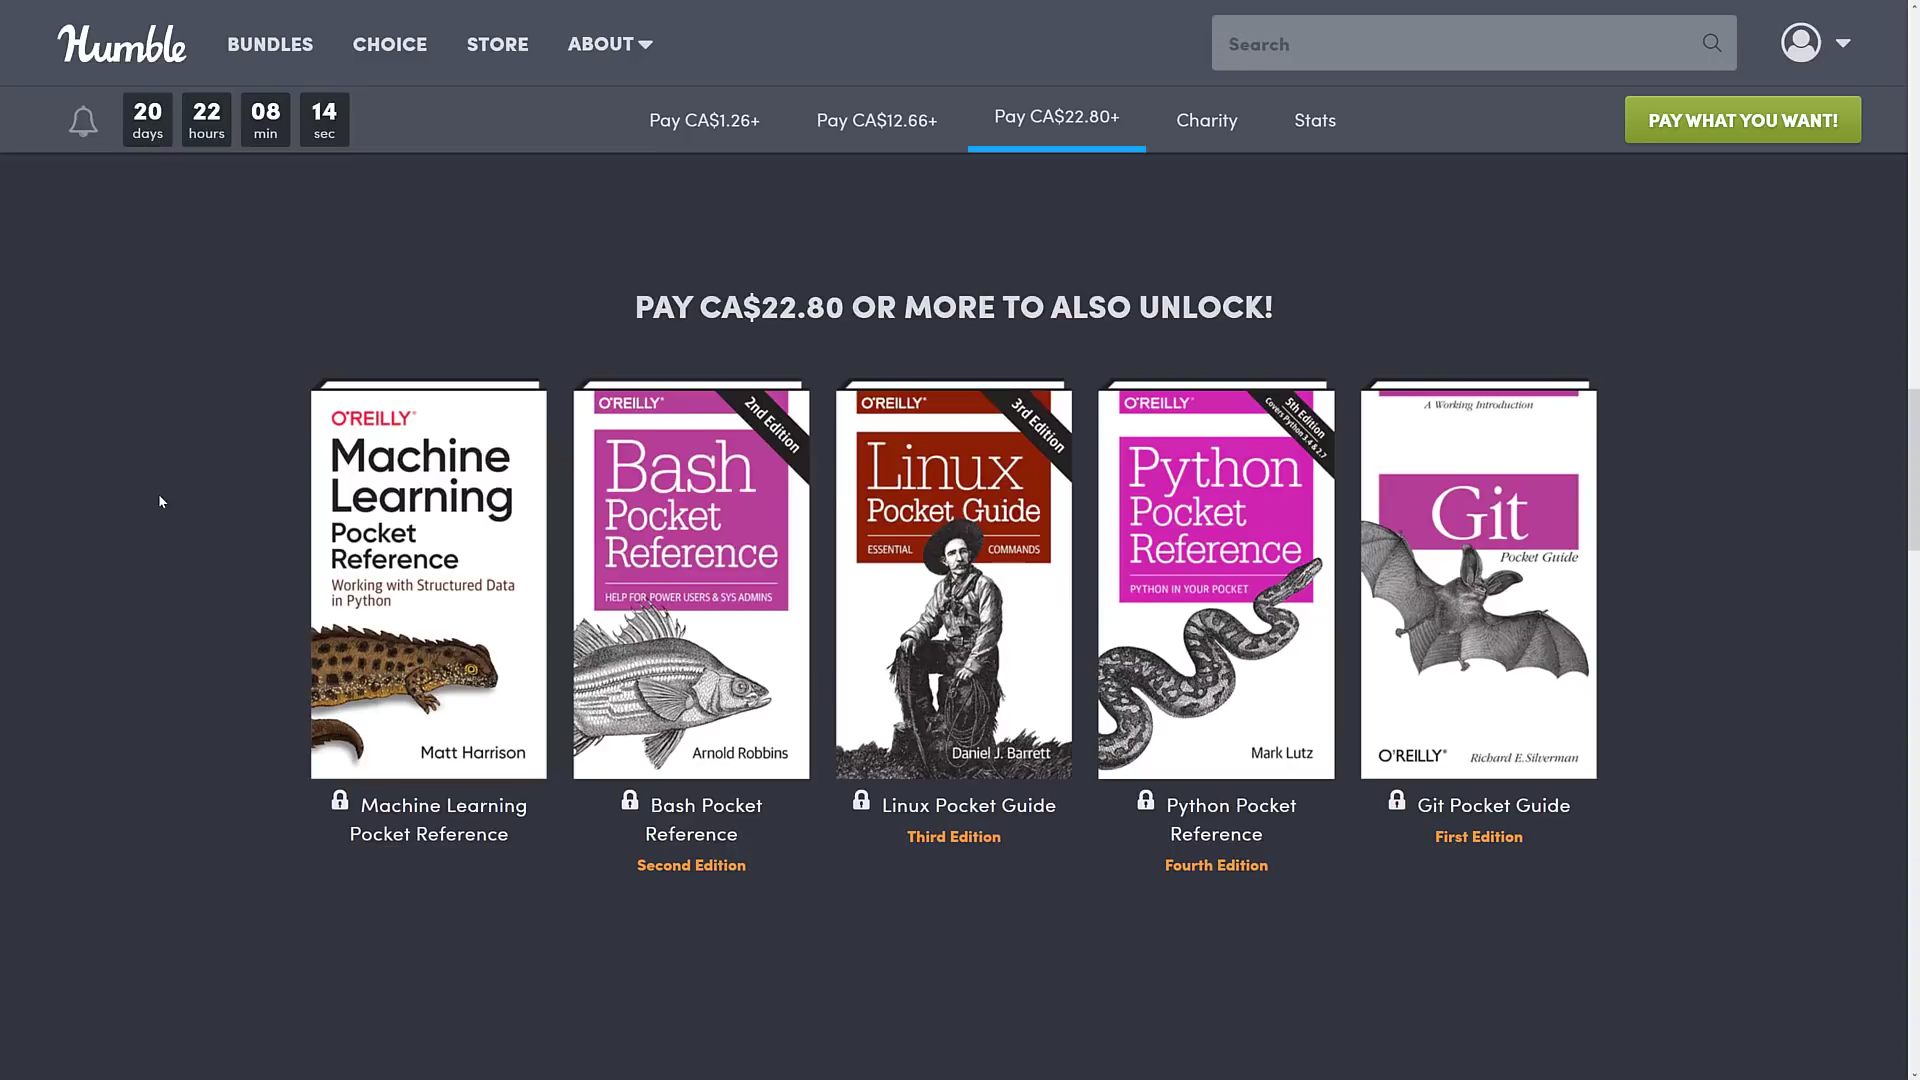 Humble BUNDLES CHOICE STORE ABOUT Search
20 days 22 hours 08 min 14 sec Pay CA$1.26+ Pay CA$12.66+ Pay CA$22.80+ Charity Stats PAY WHAT YOU WANT!
PAY CA$22.80 OR MORE TO ALSO UNLOCK!
O'REILLY®
Machine
Learning
Pocket
Reference
Working with Structured Data
in Python
Matt Harrison
Machine Learning
Pocket Reference
O'REILLY®
2nd Edition
Bash
Pocket
Reference
HELP FOR POWER USERS & SYS ADMINS
Arnold Robbins
Bash Pocket
Reference
Second Edition
O'REILLY®
3rd Edition
Linux
Pocket Guide
ESSENTIAL COMMANDS
Daniel J. Barrett
Linux Pocket Guide
Third Edition
O'REILLY®
5th Edition
Covers Python 3.4 & 2.7
Python
Pocket
Reference
PYTHON IN YOUR POCKET
Mark Lutz
Python Pocket
Reference
Fourth Edition
A Working Introduction
Git
Pocket Guide
O'REILLY® Richard E. Silverman
Git Pocket Guide
First Edition